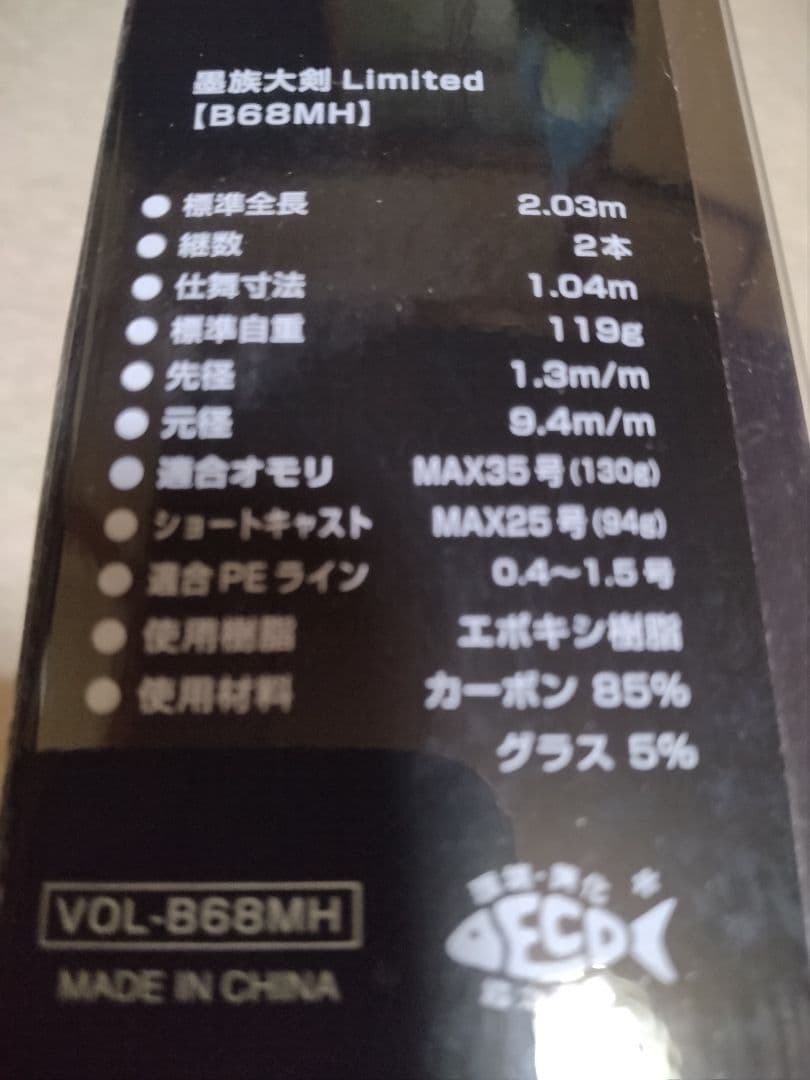 墨族大剣 Limited
【B68MH】
● 標準全長 2.03m
● 継数 2本
● 仕舞寸法 1.04m
● 標準自重 119g
● 先径 1.3m/m
● 元径 9.4m/m
● 適合オモリ MAX35号(130g)
● ショートキャスト MAX25号(94g)
● 適合PEライン 0.4～1.5号
● 使用樹脂 エポキシ樹脂
● 使用材料 カーボン 85%
グラス 5%
VOL-B68MH
MADE IN CHINA
ECO